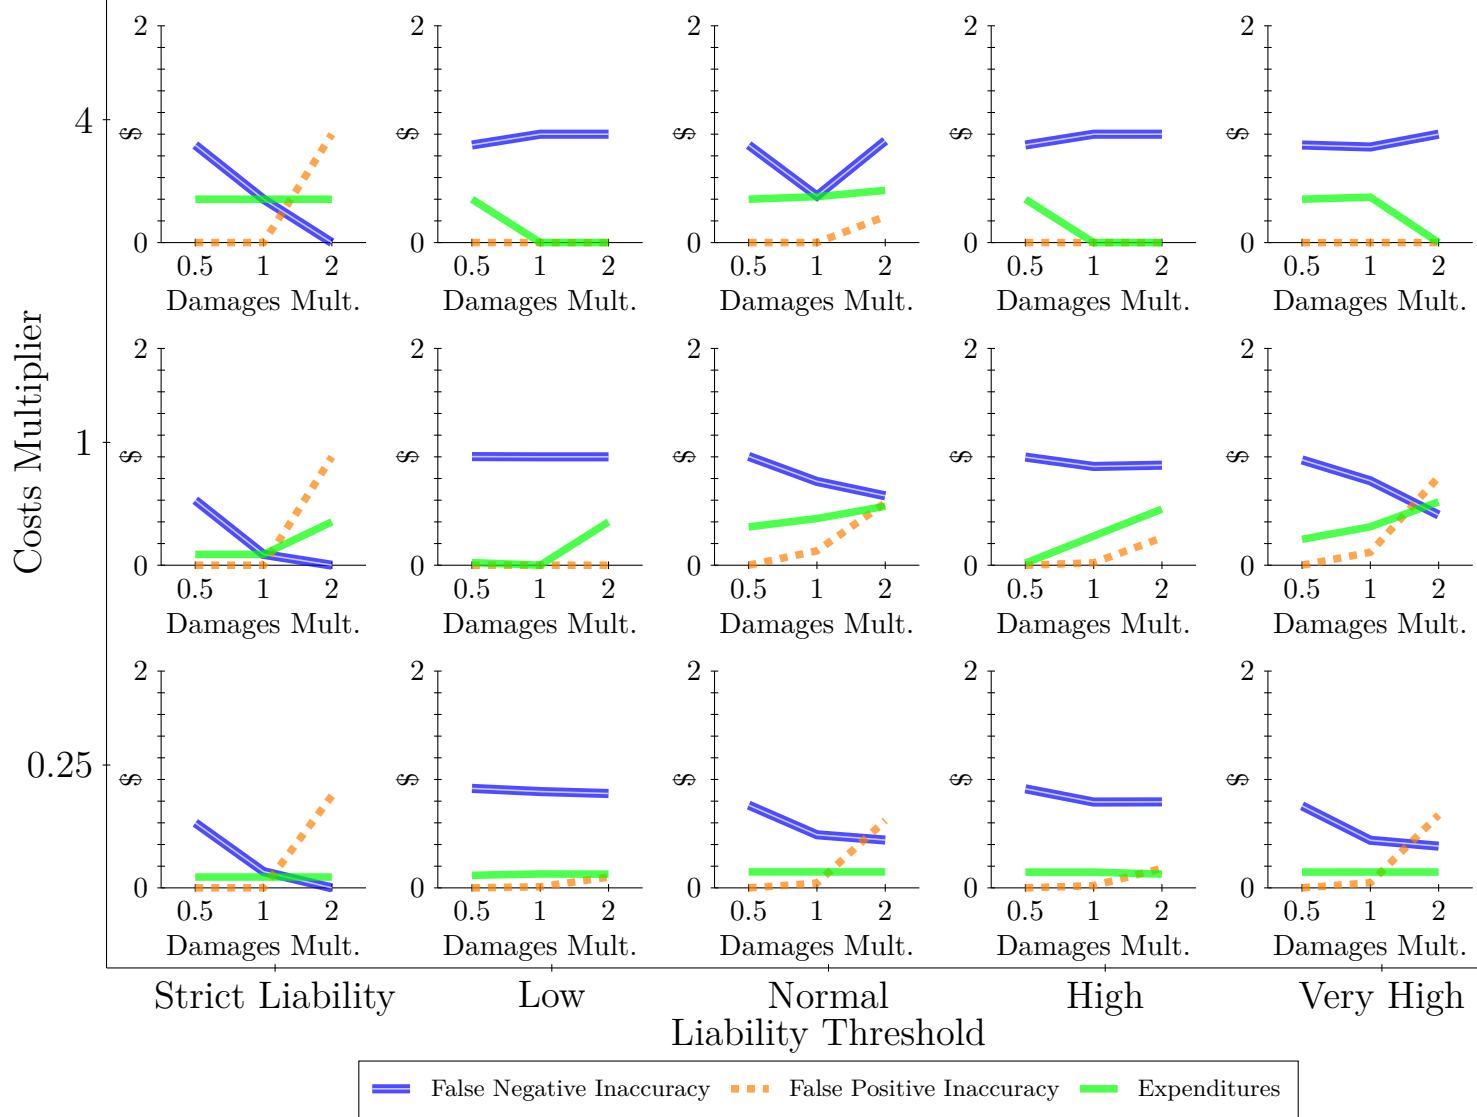 Costs Multiplier
4
2
$
0
0.5 1 2
Damages Mult.
2
$
0
0.5 1 2
Damages Mult.
2
$
0
0.5 1 2
Damages Mult.
2
$
0
0.5 1 2
Damages Mult.
2
$
0
0.5 1 2
Damages Mult.
1
2
$
0
0.5 1 2
Damages Mult.
2
$
0
0.5 1 2
Damages Mult.
2
$
0
0.5 1 2
Damages Mult.
2
$
0
0.5 1 2
Damages Mult.
2
$
0
0.5 1 2
Damages Mult.
0.25
2
$
0
0.5 1 2
Damages Mult.
2
$
0
0.5 1 2
Damages Mult.
2
$
0
0.5 1 2
Damages Mult.
2
$
0
0.5 1 2
Damages Mult.
2
$
0
0.5 1 2
Damages Mult.
Strict Liability Low Normal High Very High
Liability Threshold
False Negative Inaccuracy False Positive Inaccuracy Expenditures